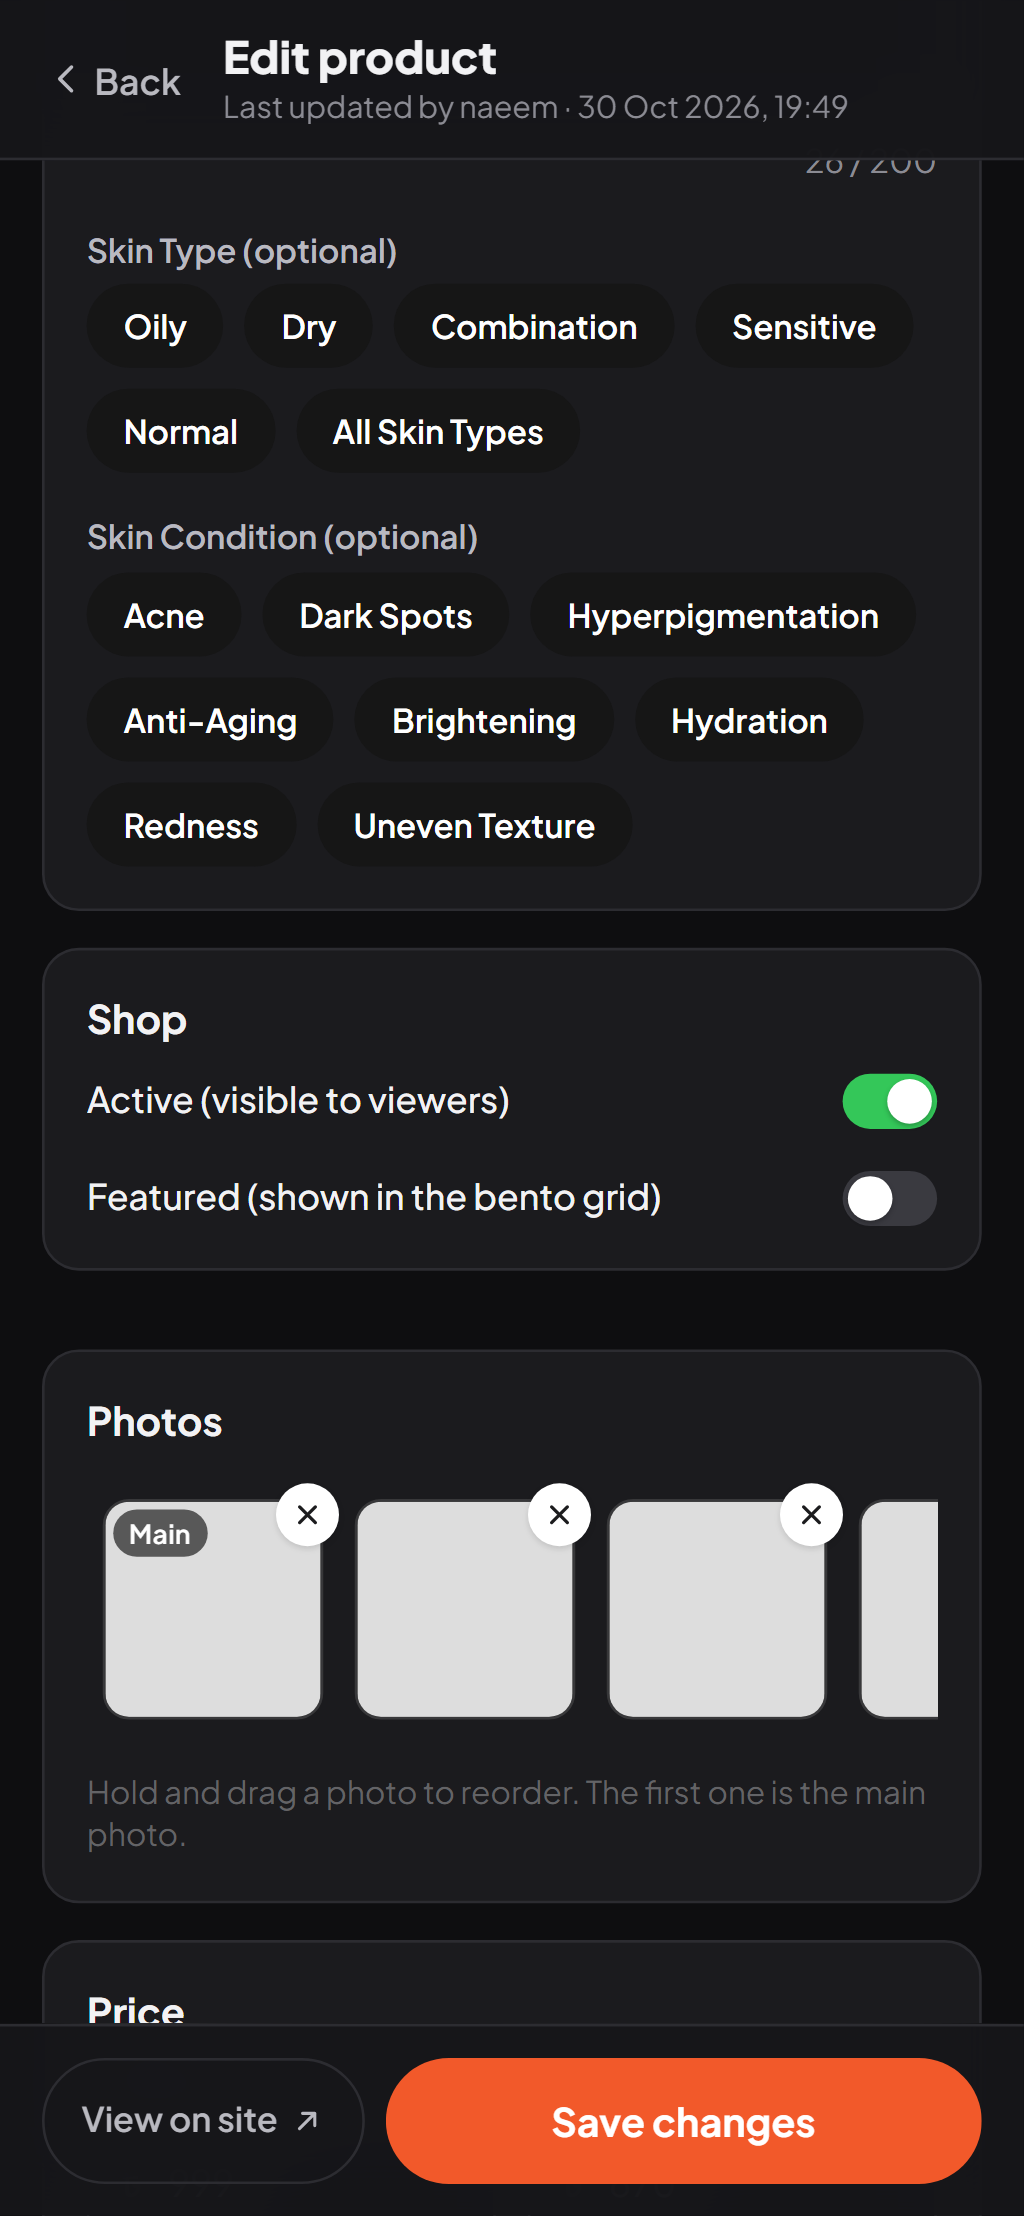 Back
Edit product
Last updated by naeem · 30 Oct 2026, 19:49
26 / 200
Skin Type (optional)
Oily
Dry
Combination
Sensitive
Normal
All Skin Types
Skin Condition (optional)
Acne
Dark Spots
Hyperpigmentation
Anti-Aging
Brightening
Hydration
Redness
Uneven Texture
Shop
Active (visible to viewers)
Featured (shown in the bento grid)
Photos
Main
Hold and drag a photo to reorder. The first one is the main
photo.
Price
View on site ↗
Save changes